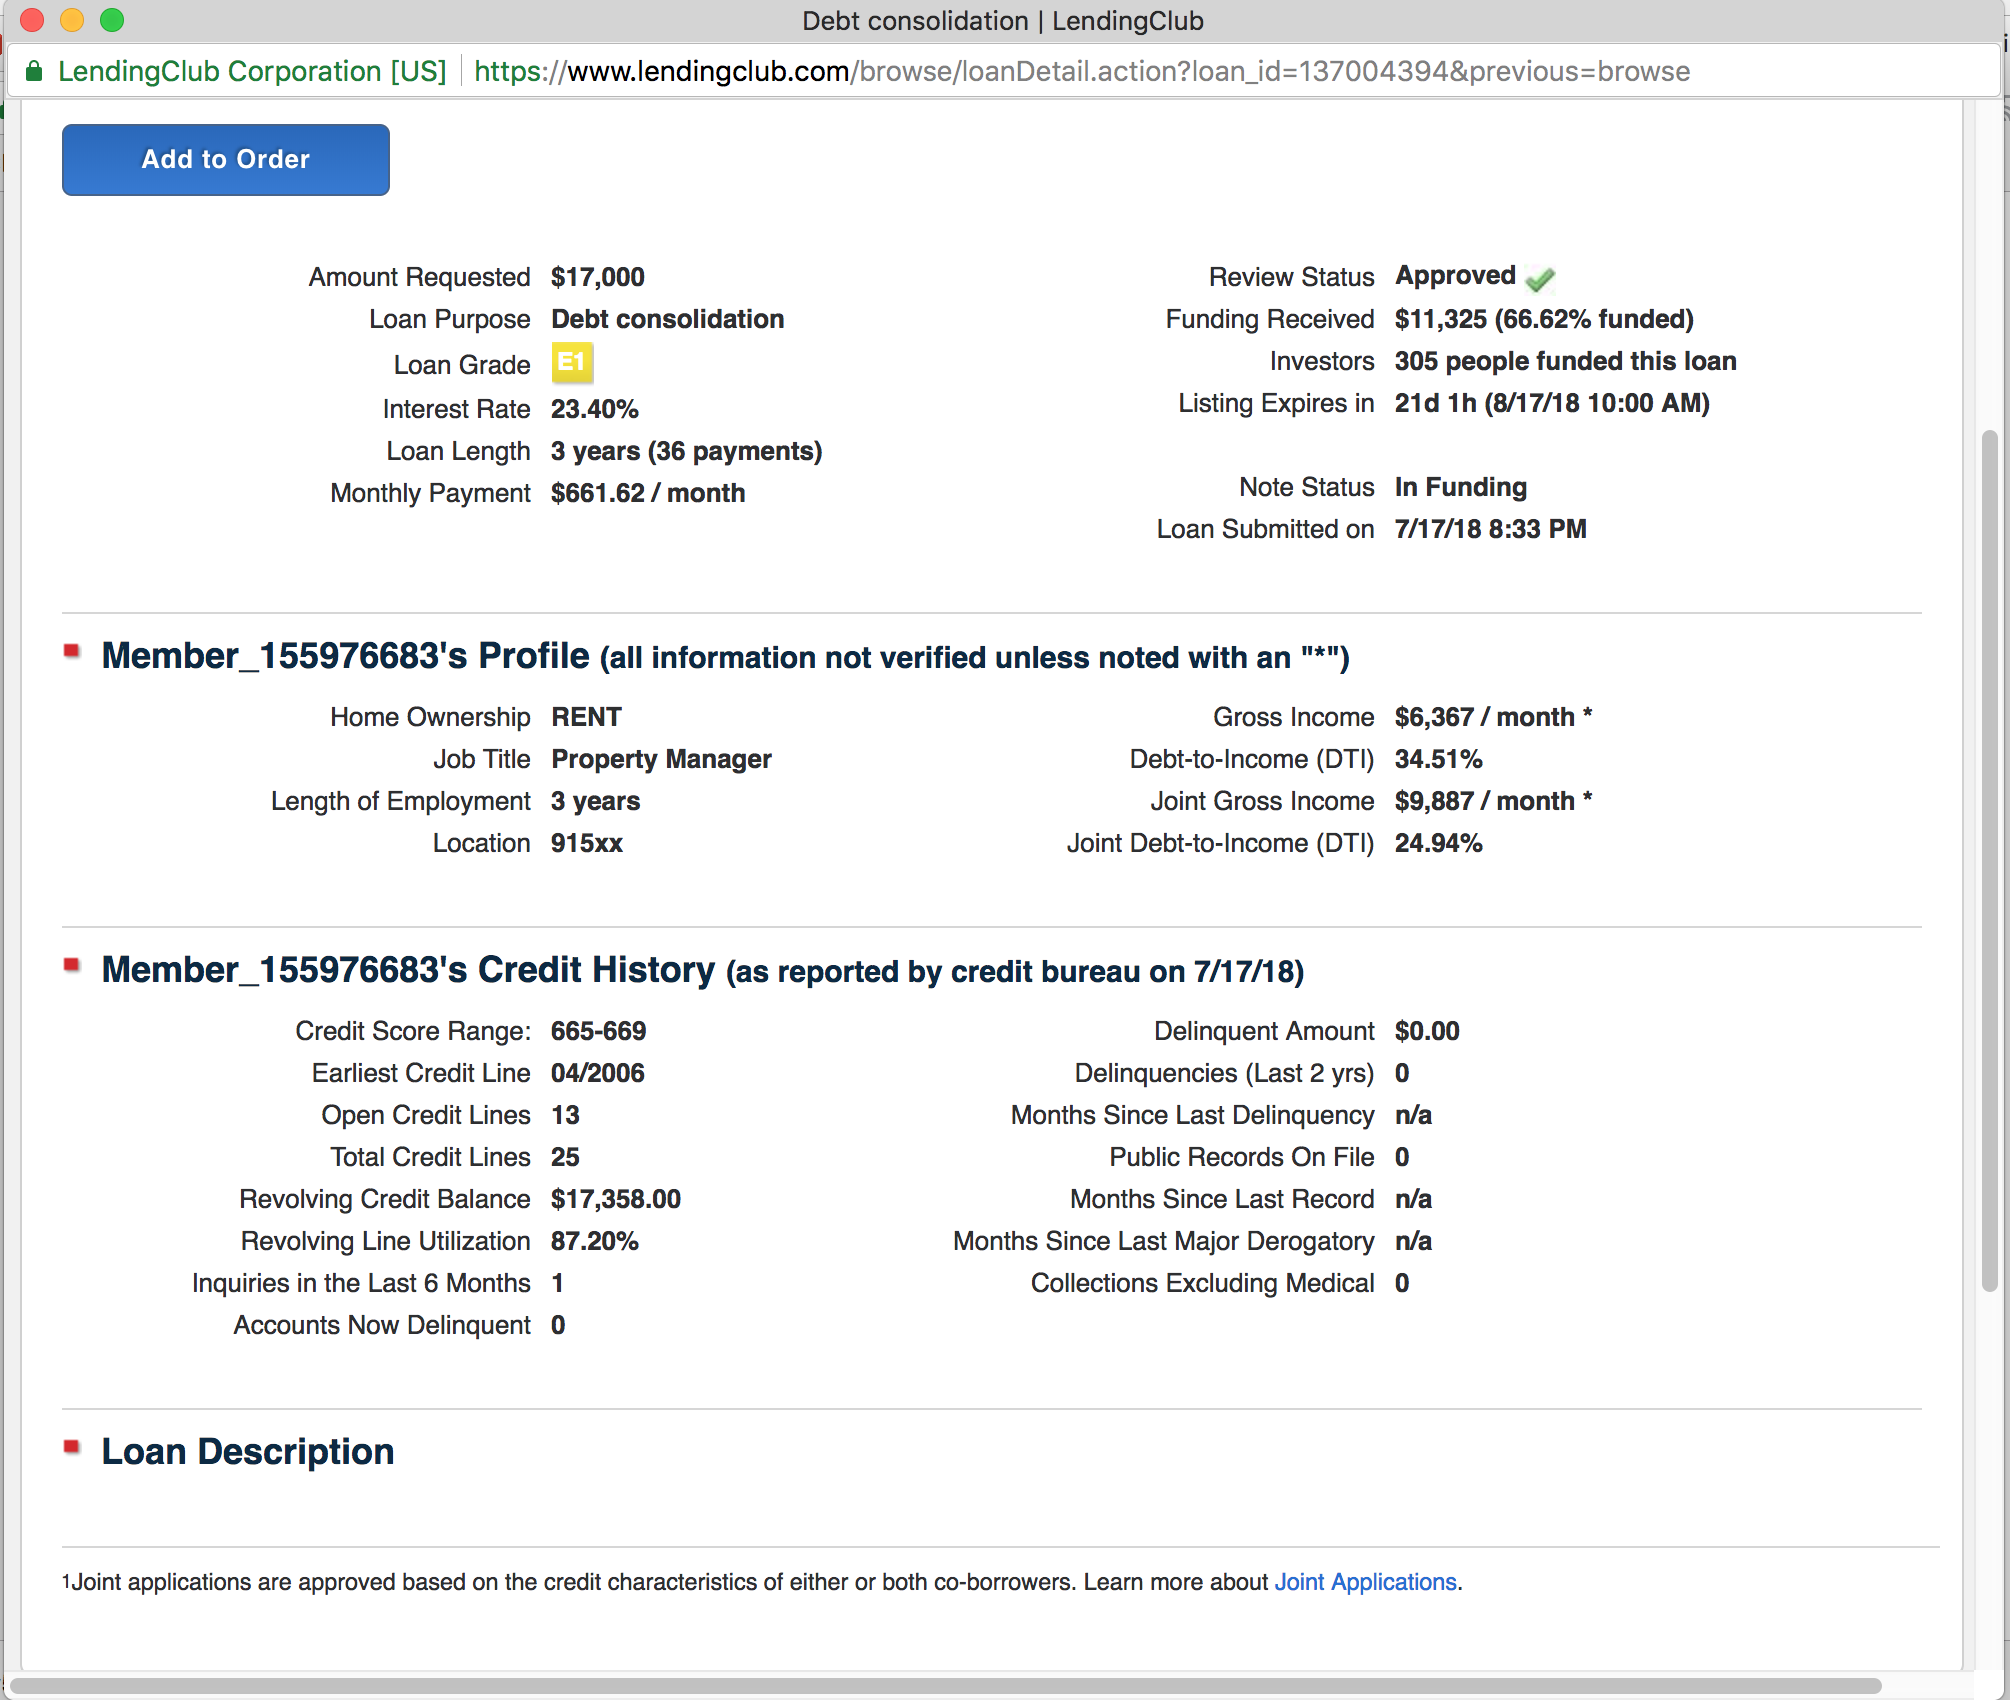 Debt consolidation | LendingClub
LendingClub Corporation [US] https://www.lendingclub.com/browse/loanDetail.action?loan_id=137004394&previous=browse
Add to Order
Amount Requested $17,000
Loan Purpose Debt consolidation
Loan Grade E1
Interest Rate 23.40%
Loan Length 3 years (36 payments)
Monthly Payment $661.62 / month
Review Status Approved
Funding Received $11,325 (66.62% funded)
Investors 305 people funded this loan
Listing Expires in 21d 1h (8/17/18 10:00 AM)
Note Status In Funding
Loan Submitted on 7/17/18 8:33 PM
Member_155976683's Profile (all information not verified unless noted with an "*")
Home Ownership RENT
Job Title Property Manager
Length of Employment 3 years
Location 915xx
Gross Income $6,367 / month *
Debt-to-Income (DTI) 34.51%
Joint Gross Income $9,887 / month *
Joint Debt-to-Income (DTI) 24.94%
Member_155976683's Credit History (as reported by credit bureau on 7/17/18)
Credit Score Range: 665-669
Earliest Credit Line 04/2006
Open Credit Lines 13
Total Credit Lines 25
Revolving Credit Balance $17,358.00
Revolving Line Utilization 87.20%
Inquiries in the Last 6 Months 1
Accounts Now Delinquent 0
Delinquent Amount $0.00
Delinquencies (Last 2 yrs) 0
Months Since Last Delinquency n/a
Public Records On File 0
Months Since Last Record n/a
Months Since Last Major Derogatory n/a
Collections Excluding Medical 0
Loan Description
1Joint applications are approved based on the credit characteristics of either or both co-borrowers. Learn more about Joint Applications.